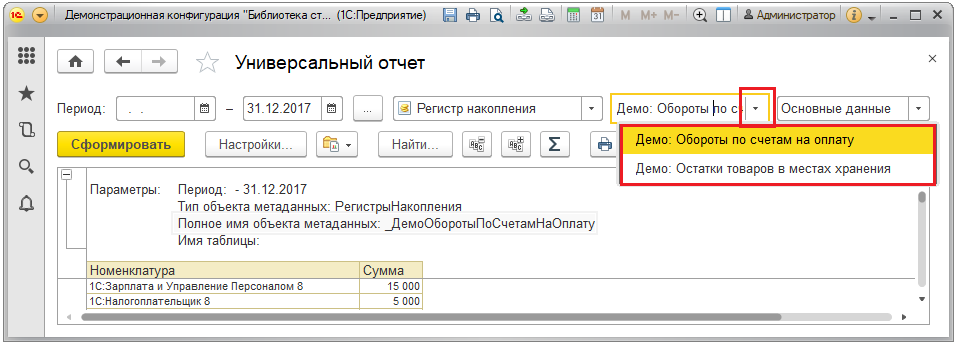 Демонстрационная конфигурация "Библиотека ст... (1С:Предприятие) M M+ M- Администратор
Универсальный отчет
Период: . . – 31.12.2017 ... Регистр накопления Демо: Обороты по сч Основные данные
Сформировать Настройки... Найти... Σ
Демо: Обороты по счетам на оплату
Демо: Остатки товаров в местах хранения
Параметры: Период: - 31.12.2017
Тип объекта метаданных: РегистрыНакопления
Полное имя объекта метаданных: _ДемоОборотыПоСчетамНаОплату
Имя таблицы:
Номенклатура Сумма
1С:Зарплата и Управление Персоналом 8 15 000
1С:Налогоплательщик 8 5 000